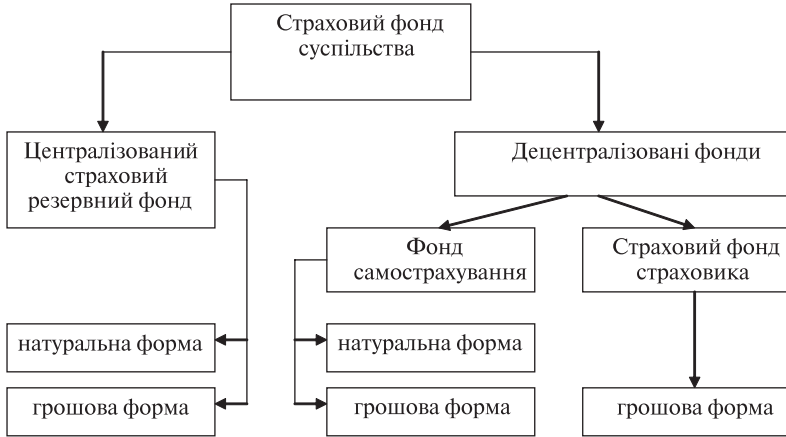 Страховий фонд
суспільства
Централізований
страховий
резервний фонд
Децентралізовані фонди
Фонд
самострахування
Страховий фонд
страховика
натуральна форма
натуральна форма
грошова форма
грошова форма
грошова форма